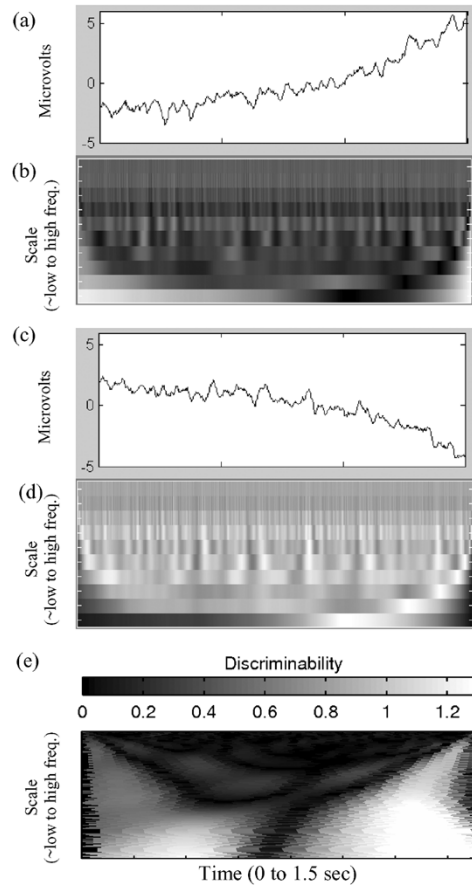 (a)
Microvolts
5
0
-5
(b)
Scale
(~low to high freq.)
(c)
Microvolts
5
0
-5
(d)
Scale
(~low to high freq.)
(e)
Discriminability
0 0.2 0.4 0.6 0.8 1 1.2
Scale
(~low to high freq.)
Time (0 to 1.5 sec)